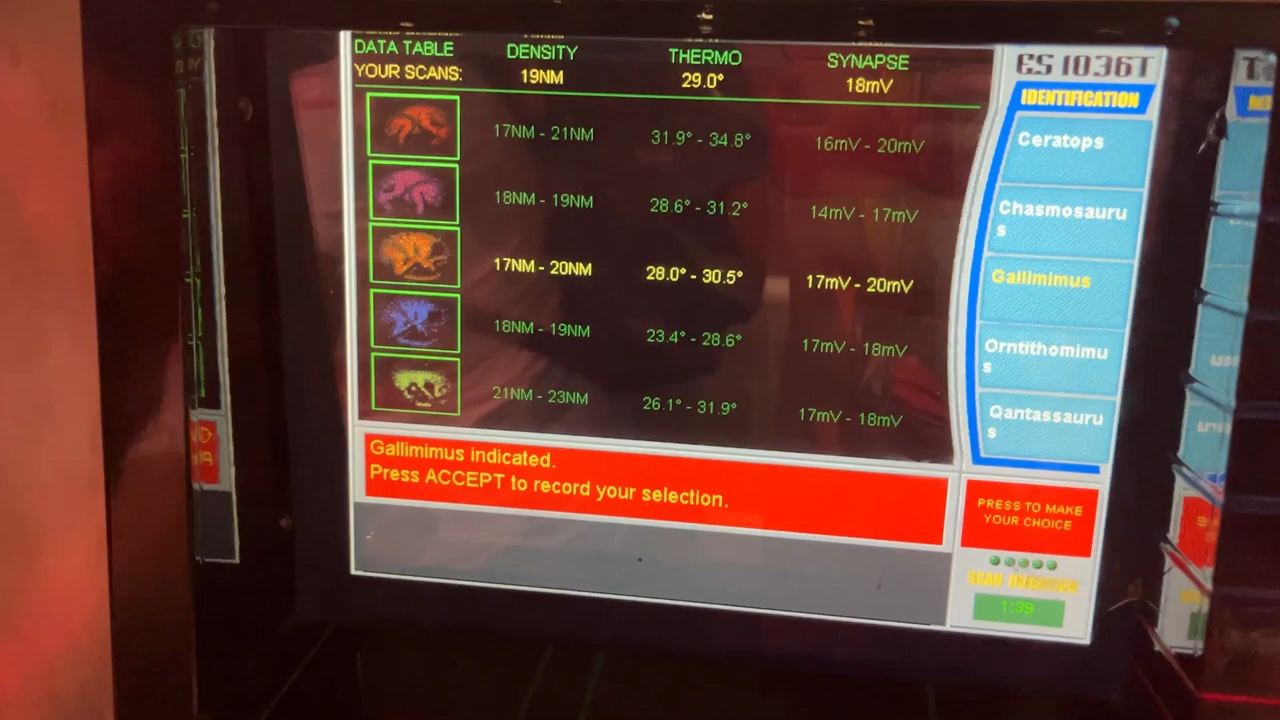 DATA TABLE DENSITY THERMO SYNAPSE
YOUR SCANS: 19NM 29.0° 18mV
17NM - 21NM 31.9° - 34.8° 16mV - 20mV
18NM - 19NM 28.6° - 31.2° 14mV - 17mV
17NM - 20NM 28.0° - 30.5° 17mV - 20mV
18NM - 19NM 23.4° - 28.6° 17mV - 18mV
21NM - 23NM 26.1° - 31.9° 17mV - 18mV
Gallimimus indicated.
Press ACCEPT to record your selection.
ES1036T
IDENTIFICATION
Ceratops
Chasmosauru
s
Gallimimus
Orntithomimu
s
Qantassauru
s
PRESS TO MAKE
YOUR CHOICE
SCAN
1:39